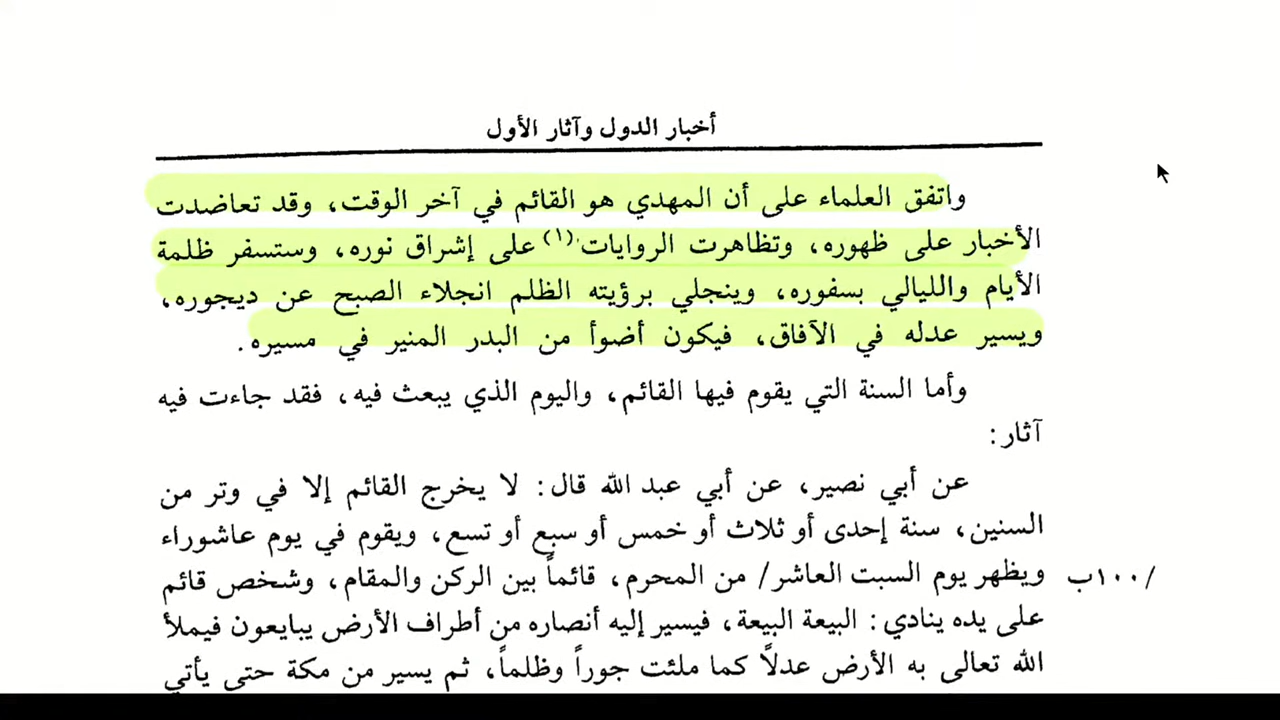 أخبار الدول وآثار الأول
واتفق العلماء على أن المهدي هو القائم في آخر الوقت، وقد تعاضدت
الأخبار على ظهوره، وتظاهرت الروايات(١) على إشراق نوره، وستسفر ظلمة
الأيام والليالي بسفوره، وينجلي برؤيته الظلم انجلاء الصبح عن ديجوره،
ويسير عدله في الآفاق، فيكون أضوأ من البدر المنير في مسيره.
وأما السنة التي يقوم فيها القائم، واليوم الذي يبعث فيه، فقد جاءت فيه
آثار:
عن أبي نصير، عن أبي عبد الله قال: لا يخرج القائم إلا في وتر من
السنين، سنة إحدى أو ثلاث أو خمس أو سبع أو تسع، ويقوم في يوم عاشوراء
ويظهر يوم السبت العاشر/ من المحرم، قائماً بين الركن والمقام، وشخص قائم
/١٠٠ب
على يده ينادي: البيعة البيعة، فيسير إليه أنصاره من أطراف الأرض يبايعون فيملأ
الله تعالى به الأرض عدلاً كما ملئت جوراً وظلماً، ثم يسير من مكة حتى يأتي